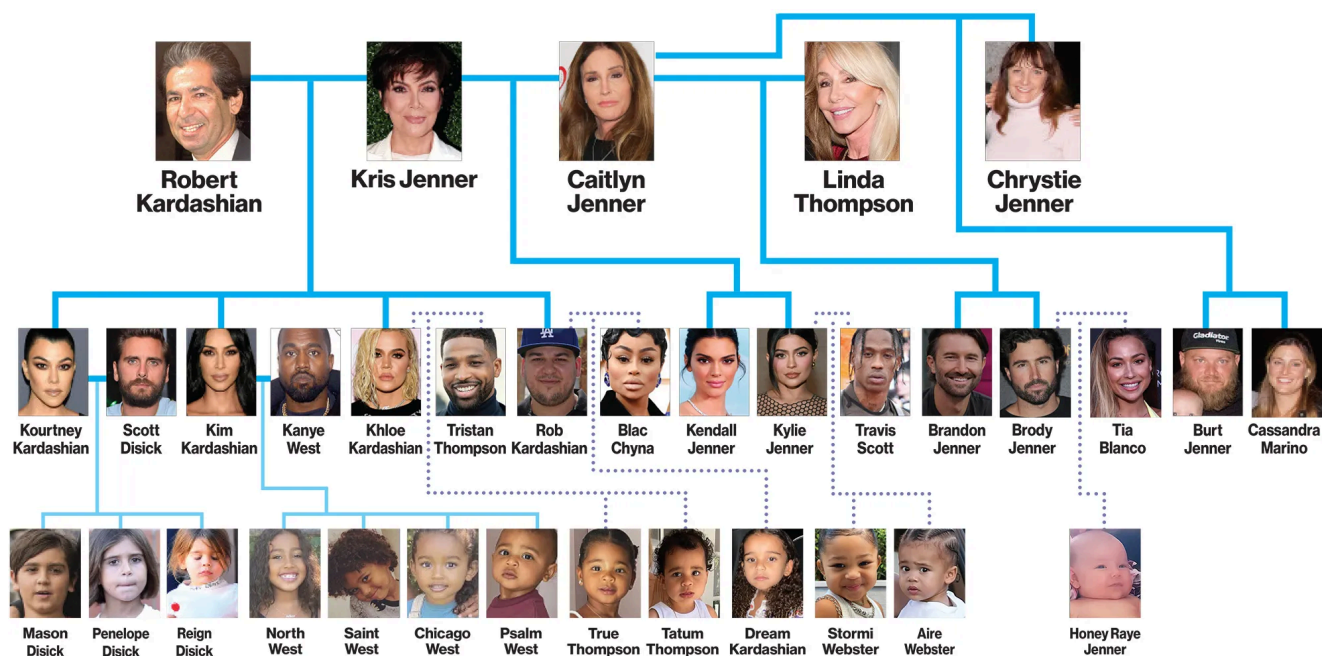 Robert
Kardashian
Kris Jenner
Caitlyn
Jenner
Linda
Thompson
Chrystie
Jenner
Kourtney
Kardashian
Scott
Disick
Kim
Kardashian
Kanye
West
Khloe
Kardashian
Tristan
Thompson
Rob
Kardashian
Blac
Chyna
Kendall
Jenner
Kylie
Jenner
Travis
Scott
Brandon
Jenner
Brody
Jenner
Tia
Blanco
Gladiator
Burt
Jenner
Cassandra
Marino
Mason
Disick
Penelope
Disick
Reign
Disick
North
West
Saint
West
Chicago
West
Psalm
West
True
Thompson
Tatum
Thompson
Dream
Kardashian
Stormi
Webster
Aire
Webster
Honey Raye
Jenner